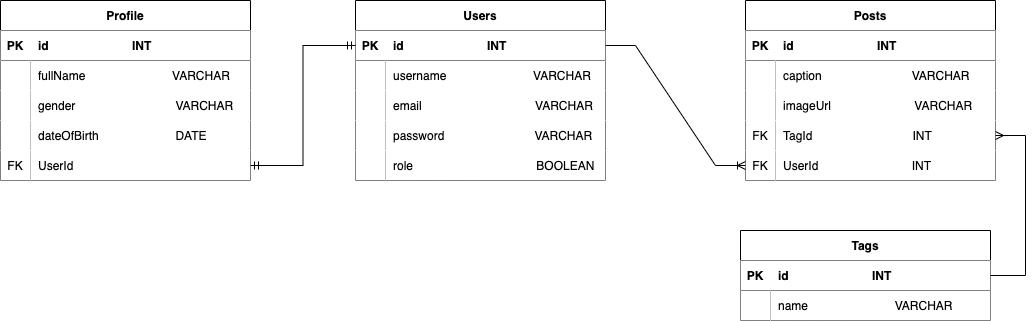 Profile
PK id INT
fullName VARCHAR
gender VARCHAR
dateOfBirth DATE
FK UserId
Users
PK id INT
username VARCHAR
email VARCHAR
password VARCHAR
role BOOLEAN
Posts
PK id INT
caption VARCHAR
imageUrl VARCHAR
FK TagId INT
FK UserId INT
Tags
PK id INT
name VARCHAR